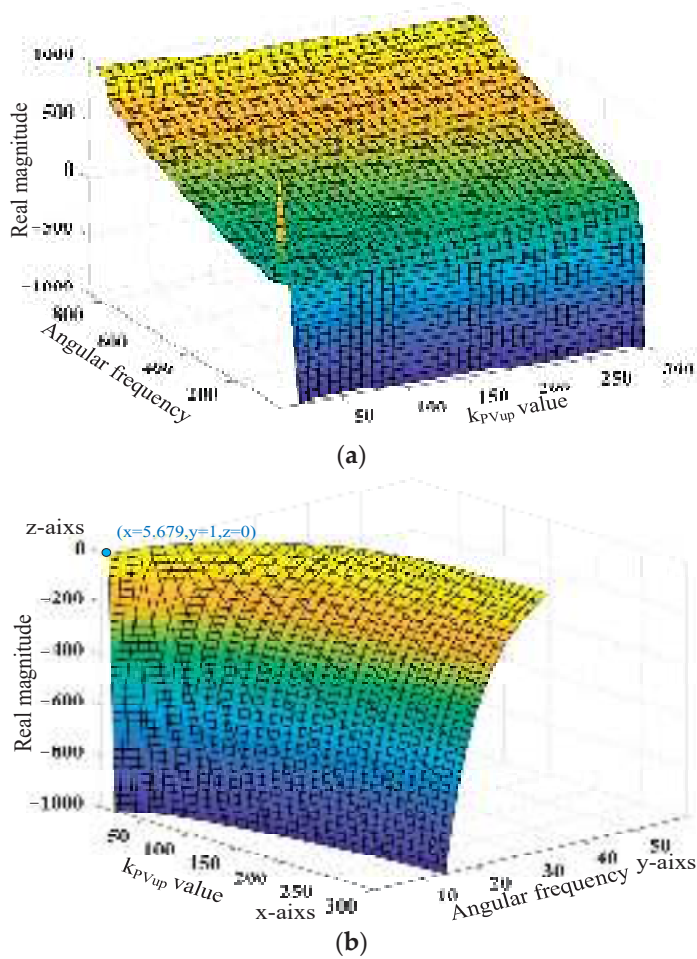 1000
500
0
-1000
Real magnitude
800
600
400
200
Angular frequency
50
100
150
200
250
300
kPVup value
(a)
z-aixs
(x=5.679,y=1,z=0)
0
-200
-400
-600
-800
-1000
Real magnitude
50
100
150
200
250
300
kPVup value
x-aixs
10
20
30
40
50
Angular frequency
y-aixs
(b)